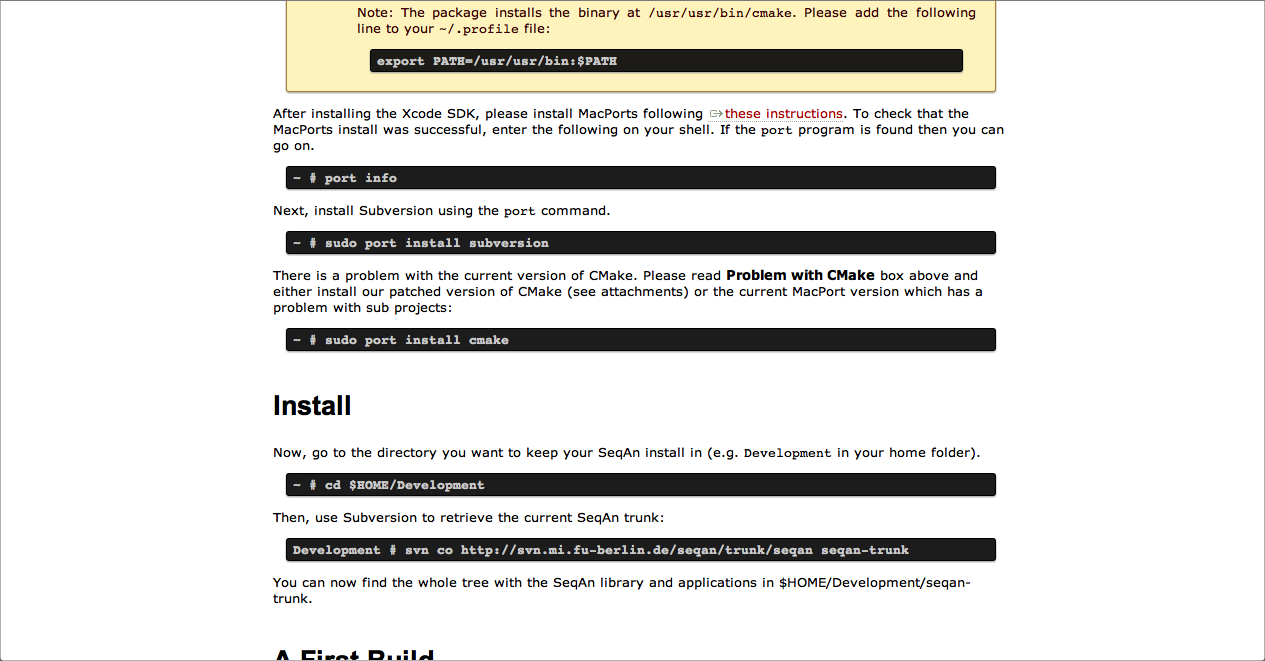 Note: The package installs the binary at /usr/usr/bin/cmake. Please add the following
line to your ~/.profile file:
export PATH=/usr/usr/bin:$PATH
After installing the Xcode SDK, please install MacPorts following these instructions. To check that the
MacPorts install was successful, enter the following on your shell. If the port program is found then you can
go on.
~ # port info
Next, install Subversion using the port command.
~ # sudo port install subversion
There is a problem with the current version of CMake. Please read Problem with CMake box above and
either install our patched version of CMake (see attachments) or the current MacPort version which has a
problem with sub projects:
~ # sudo port install cmake
Install
Now, go to the directory you want to keep your SeqAn install in (e.g. Development in your home folder).
~ # cd $HOME/Development
Then, use Subversion to retrieve the current SeqAn trunk:
Development # svn co http://svn.mi.fu-berlin.de/seqan/trunk/seqan seqan-trunk
You can now find the whole tree with the SeqAn library and applications in $HOME/Development/seqan-
trunk.
A First Build